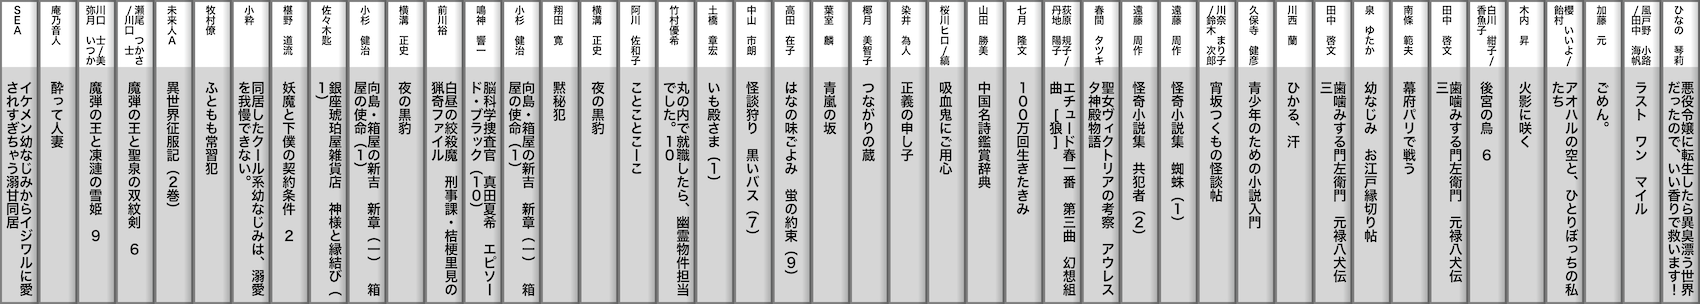 ひなの　琴莉
悪役令嬢に転生したら異臭漂う世界
だったので、いい香りで救います！
風戸野　小路
/田中　海帆
ラスト　ワン　マイル
加藤　元
ごめん。
櫻　いいよ/
飴村
アオハルの空と、ひとりぼっちの私
たち
木内　昇
火影に咲く
白川　紺子/
香魚子
後宮の烏　６
田中　啓文
歯噛みする門左衛門　元禄八犬伝
三
南條　範夫
幕府パリで戦う
泉　ゆたか
幼なじみ　お江戸縁切り帖
田中　啓文
歯噛みする門左衛門　元禄八犬伝
三
川西　蘭
ひかる、汗
久保寺　健彦
青少年のための小説入門
川奈　まり子
/鈴木　次郎
宵坂つくもの怪談帖
遠藤　周作
怪奇小説集　蜘蛛（１）
遠藤　周作
怪奇小説集　共犯者（２）
春間　タツキ
聖女ヴィクトリアの考察　アウレス
タ神殿物語
荻原　規子/
丹地　陽子
エチュード春一番　第三曲　幻想組
曲　[狼]
七月　隆文
１００万回生きたきみ
山田　勝美
中国名詩鑑賞辞典
桜川ヒロ/縞
吸血鬼にご用心
染井　為人
正義の申し子
椰月　美智子
つながりの蔵
葉室　麟
青嵐の坂
高田　在子
はなの味ごよみ　蛍の約束（９）
中山　市朗
怪談狩り　黒いバス（７）
土橋　章宏
いも殿さま（１）
竹村優希
丸の内で就職したら、幽霊物件担当
でした。１０
阿川　佐和子
ことことこーこ
横溝　正史
夜の黒豹
翔田　寛
黙秘犯
小杉　健治
向島・箱屋の新吉　新章（一）　箱
屋の使命（１）
鳴神　響一
脳科学捜査官　真田夏希　エピソー
ド・ブラック（１０）
前川裕
白昼の絞殺魔　刑事課・桔梗里見の
猟奇ファイル
横溝　正史
夜の黒豹
小杉　健治
向島・箱屋の新吉　新章（一）　箱
屋の使命（１）
佐々木匙
銀座琥珀屋雑貨店　神様と縁結び（
１）
椹野　道流
妖魔と下僕の契約条件　２
小粋
同居したクール系幼なじみは、溺愛
を我慢できない。
牧村僚
ふともも常習犯
未来人Ａ
異世界征服記（２巻）
瀬尾　つかさ
/川口　士
魔弾の王と聖泉の双紋剣　６
川口　士/美
弥月　いつか
魔弾の王と凍漣の雪姫　９
庵乃音人
酔って人妻
ＳＥＡ
イケメン幼なじみからイジワルに愛
されすぎちゃう溺甘同居